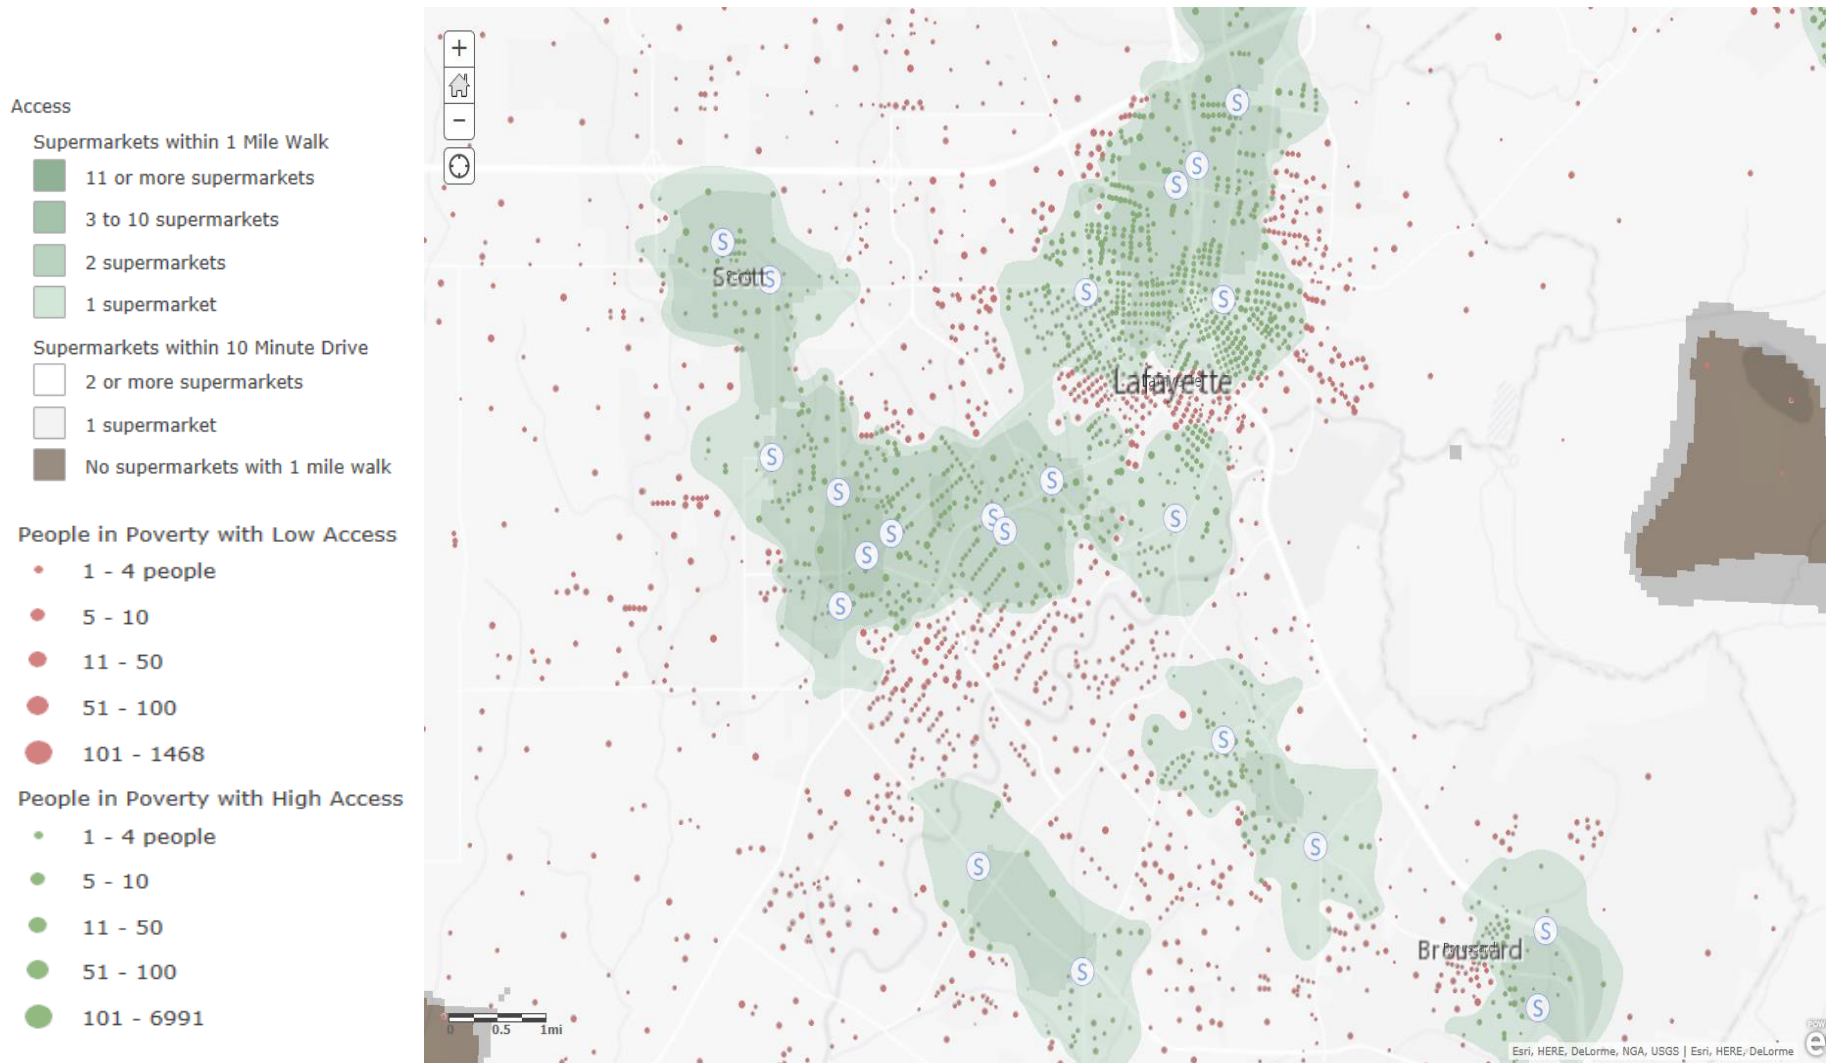 Access
Supermarkets within 1 Mile Walk
11 or more supermarkets
3 to 10 supermarkets
2 supermarkets
1 supermarket
Supermarkets within 10 Minute Drive
2 or more supermarkets
1 supermarket
No supermarkets with 1 mile walk
People in Poverty with Low Access
1 - 4 people
5 - 10
11 - 50
51 - 100
101 - 1468
People in Poverty with High Access
1 - 4 people
5 - 10
11 - 50
51 - 100
101 - 6991
+
−
S
S
S
S
Scott
S
S
S
Lafayette
S
S
S
S
S
S
S
S
S
S
S
S
S
Broussard
S
S
0 0.5 1mi
POW
e
Esri, HERE, DeLorme, NGA, USGS | Esri, HERE, DeLorme